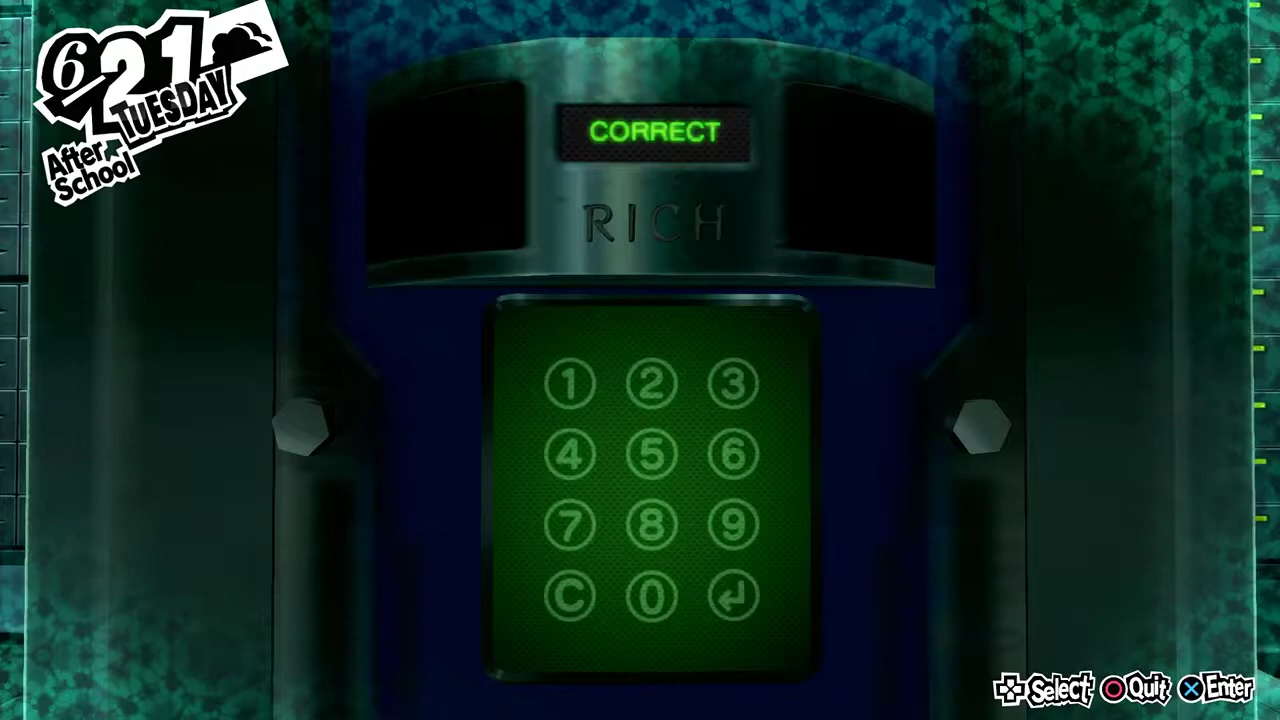 6/21
TUESDAY
After
School
CORRECT
RICH
1 2 3
4 5 6
7 8 9
C 0 ↵
Select Quit Enter